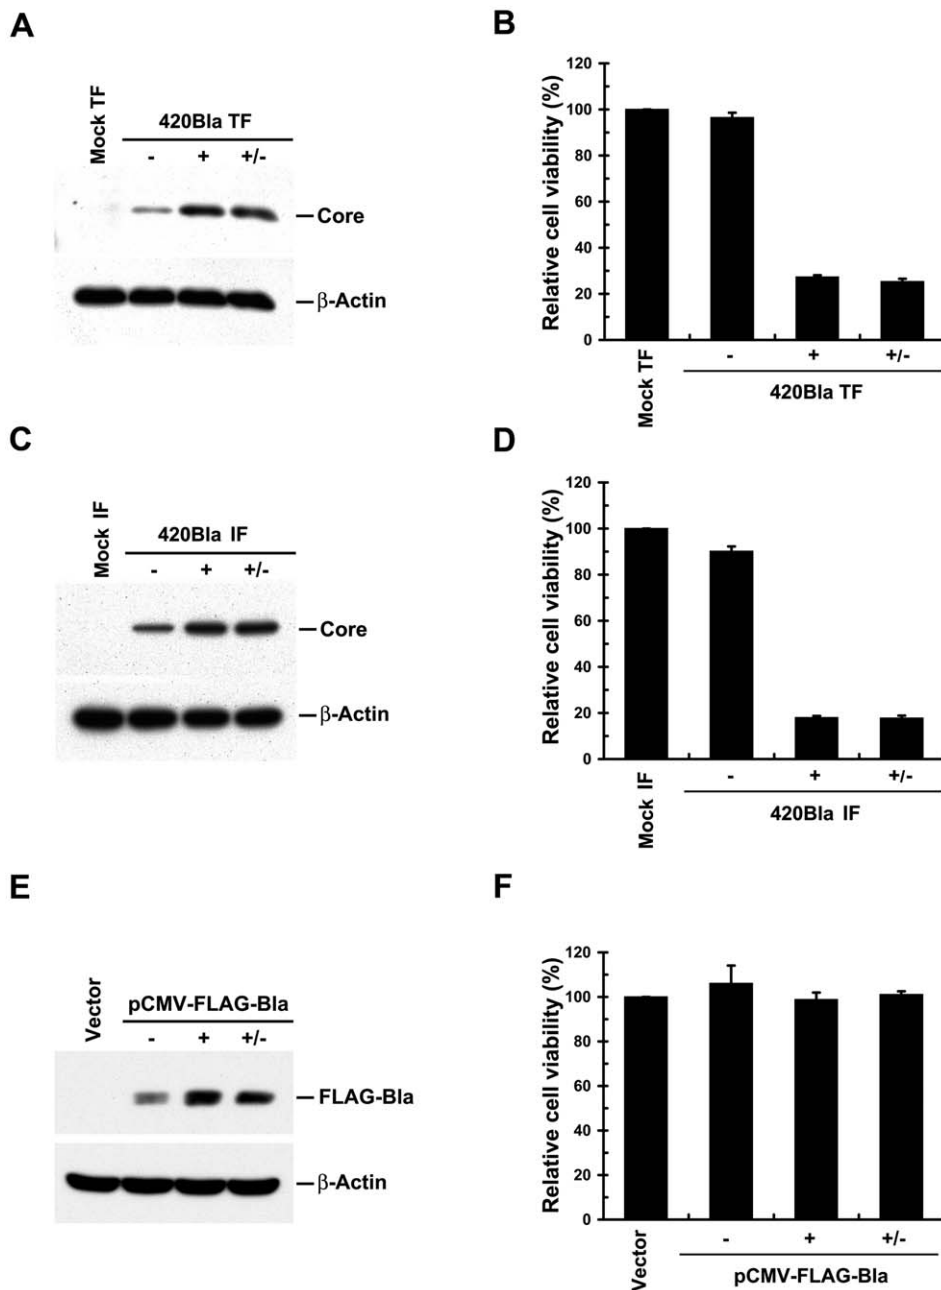 A
Mock TF
420Bla TF
- + +/-
Core
β-Actin
B
Relative cell viability (%)
120
100
80
60
40
20
0
Mock TF
- + +/-
420Bla TF
C
Mock IF
420Bla IF
- + +/-
Core
β-Actin
D
Relative cell viability (%)
120
100
80
60
40
20
0
Mock IF
- + +/-
420Bla IF
E
Vector
pCMV-FLAG-Bla
- + +/-
FLAG-Bla
β-Actin
F
Relative cell viability (%)
120
100
80
60
40
20
0
Vector
- + +/-
pCMV-FLAG-Bla